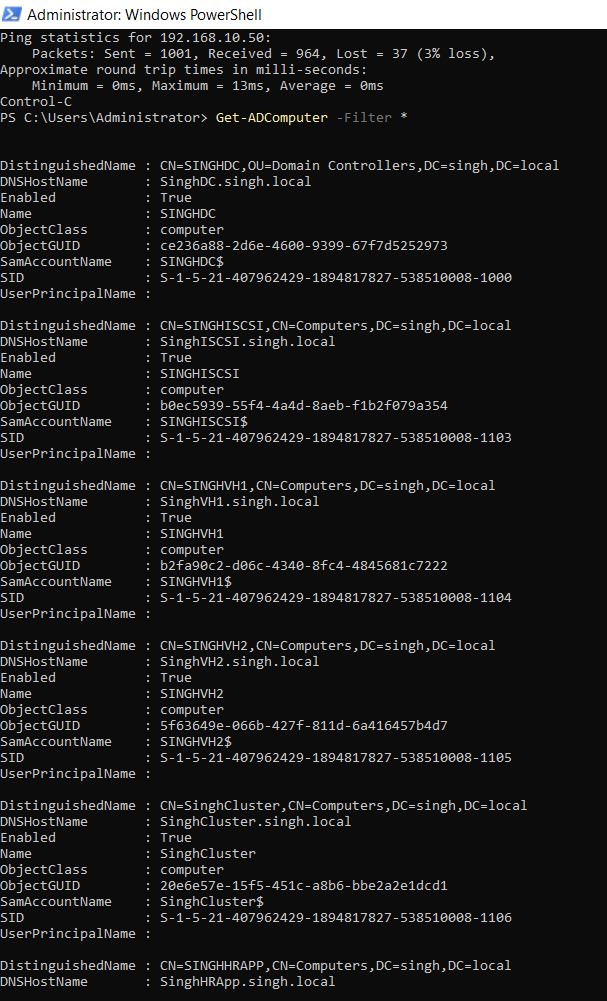 Administrator: Windows PowerShell
Ping statistics for 192.168.10.50:
    Packets: Sent = 1001, Received = 964, Lost = 37 (3% loss),
Approximate round trip times in milli-seconds:
    Minimum = 0ms, Maximum = 13ms, Average = 0ms
Control-C
PS C:\Users\Administrator> Get-ADComputer -Filter *
DistinguishedName : CN=SINGHDC,OU=Domain Controllers,DC=singh,DC=local
DNSHostName       : SinghDC.singh.local
Enabled           : True
Name              : SINGHDC
ObjectClass       : computer
ObjectGUID        : ce236a88-2d6e-4600-9399-67f7d5252973
SamAccountName    : SINGHDC$
SID               : S-1-5-21-407962429-1894817827-538510008-1000
UserPrincipalName :
DistinguishedName : CN=SINGHISCSI,CN=Computers,DC=singh,DC=local
DNSHostName       : SinghISCSI.singh.local
Enabled           : True
Name              : SINGHISCSI
ObjectClass       : computer
ObjectGUID        : b0ec5939-55f4-4a4d-8aeb-f1b2f079a354
SamAccountName    : SINGHISCSI$
SID               : S-1-5-21-407962429-1894817827-538510008-1103
UserPrincipalName :
DistinguishedName : CN=SINGHVH1,CN=Computers,DC=singh,DC=local
DNSHostName       : SinghVH1.singh.local
Enabled           : True
Name              : SINGHVH1
ObjectClass       : computer
ObjectGUID        : b2fa90c2-d06c-4340-8fc4-4845681c7222
SamAccountName    : SINGHVH1$
SID               : S-1-5-21-407962429-1894817827-538510008-1104
UserPrincipalName :
DistinguishedName : CN=SINGHVH2,CN=Computers,DC=singh,DC=local
DNSHostName       : SinghVH2.singh.local
Enabled           : True
Name              : SINGHVH2
ObjectClass       : computer
ObjectGUID        : 5f63649e-066b-427f-811d-6a416457b4d7
SamAccountName    : SINGHVH2$
SID               : S-1-5-21-407962429-1894817827-538510008-1105
UserPrincipalName :
DistinguishedName : CN=SinghCluster,CN=Computers,DC=singh,DC=local
DNSHostName       : SinghCluster.singh.local
Enabled           : True
Name              : SinghCluster
ObjectClass       : computer
ObjectGUID        : 20e6e57e-15f5-451c-a8b6-bbe2a2e1dcd1
SamAccountName    : SinghCluster$
SID               : S-1-5-21-407962429-1894817827-538510008-1106
UserPrincipalName :
DistinguishedName : CN=SINGHHRAPP,CN=Computers,DC=singh,DC=local
DNSHostName       : SinghHRApp.singh.local